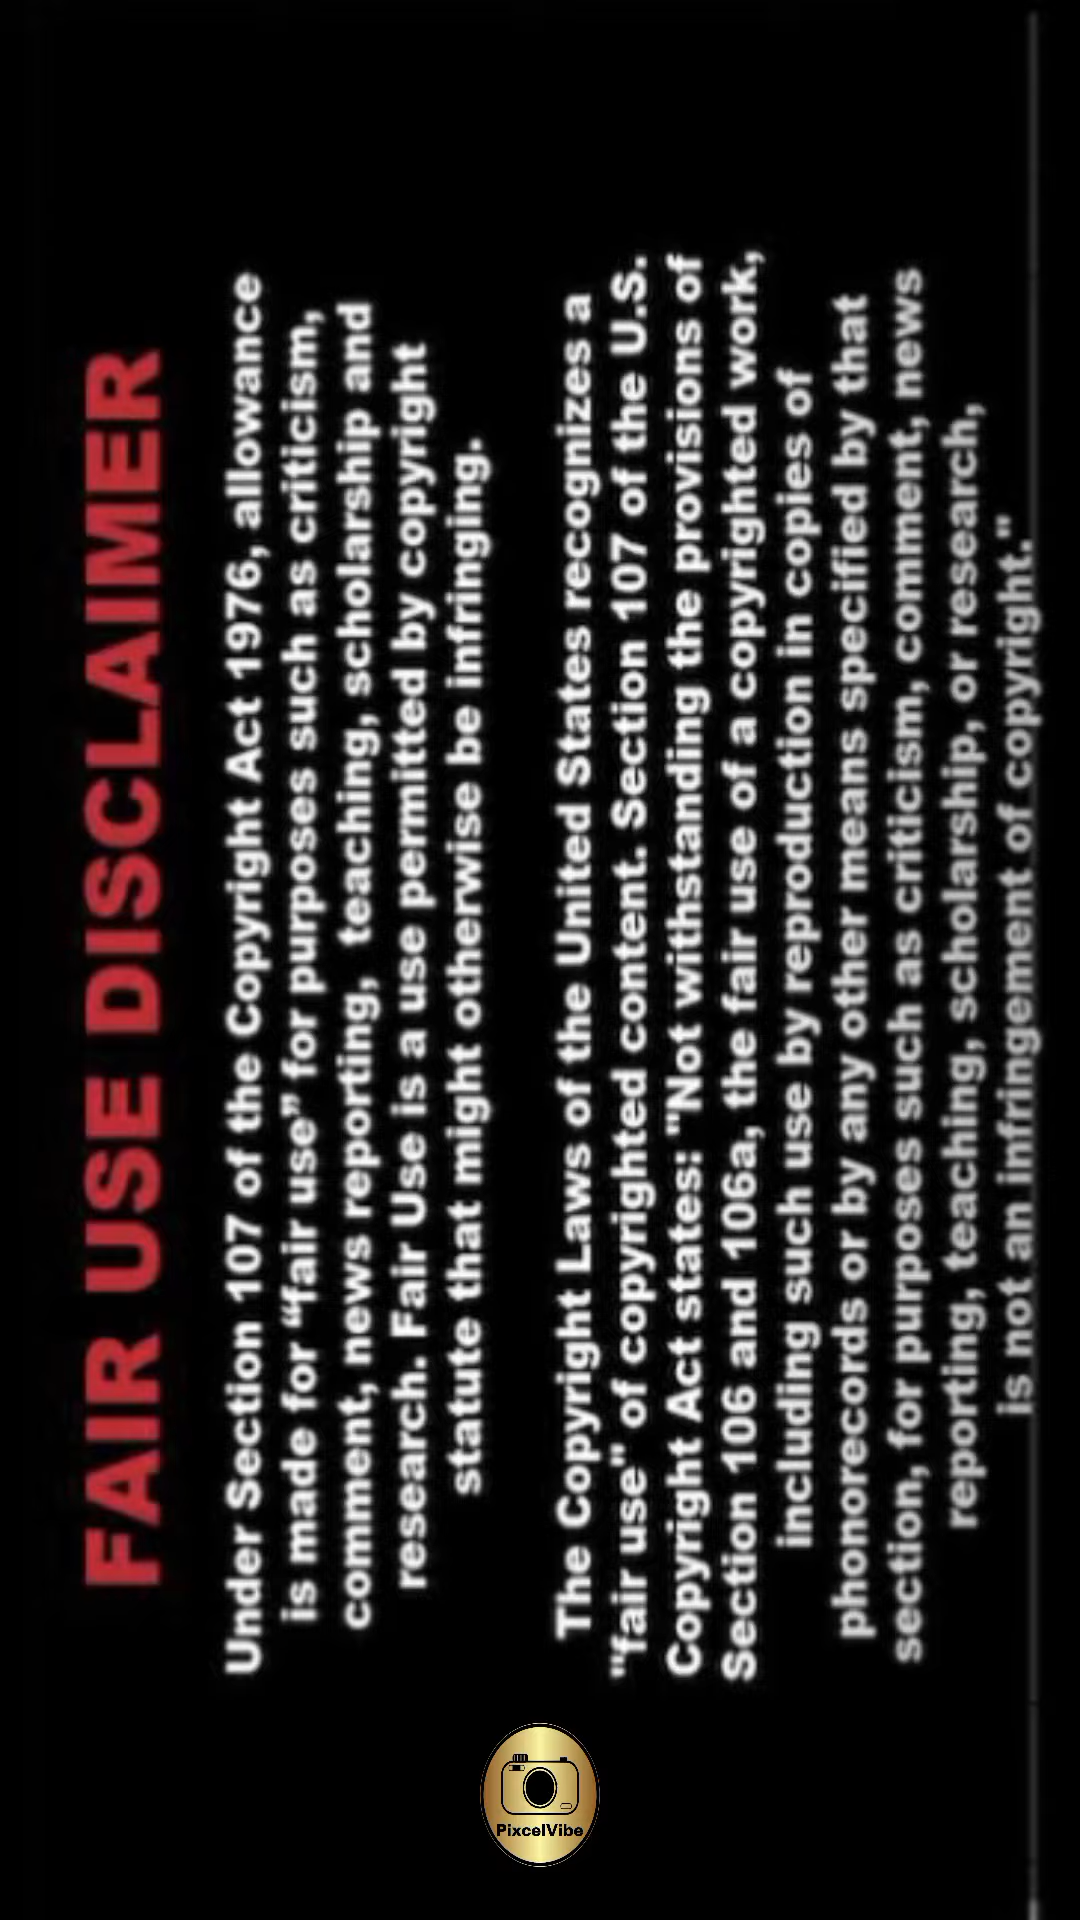 FAIR USE DISCLAIMER
Under Section 107 of the Copyright Act 1976, allowance
is made for “fair use” for purposes such as criticism,
comment, news reporting, teaching, scholarship and
research. Fair Use is a use permitted by copyright
statute that might otherwise be infringing.
The Copyright Laws of the United States recognizes a
"fair use" of copyrighted content. Section 107 of the U.S.
Copyright Act states: "Not withstanding the provisions of
Section 106 and 106a, the fair use of a copyrighted work,
including such use by reproduction in copies of
phonorecords or by any other means specified by that
section, for purposes such as criticism, comment, news
reporting, teaching, scholarship, or research,
is not an infringement of copyright."
PixcelVibe